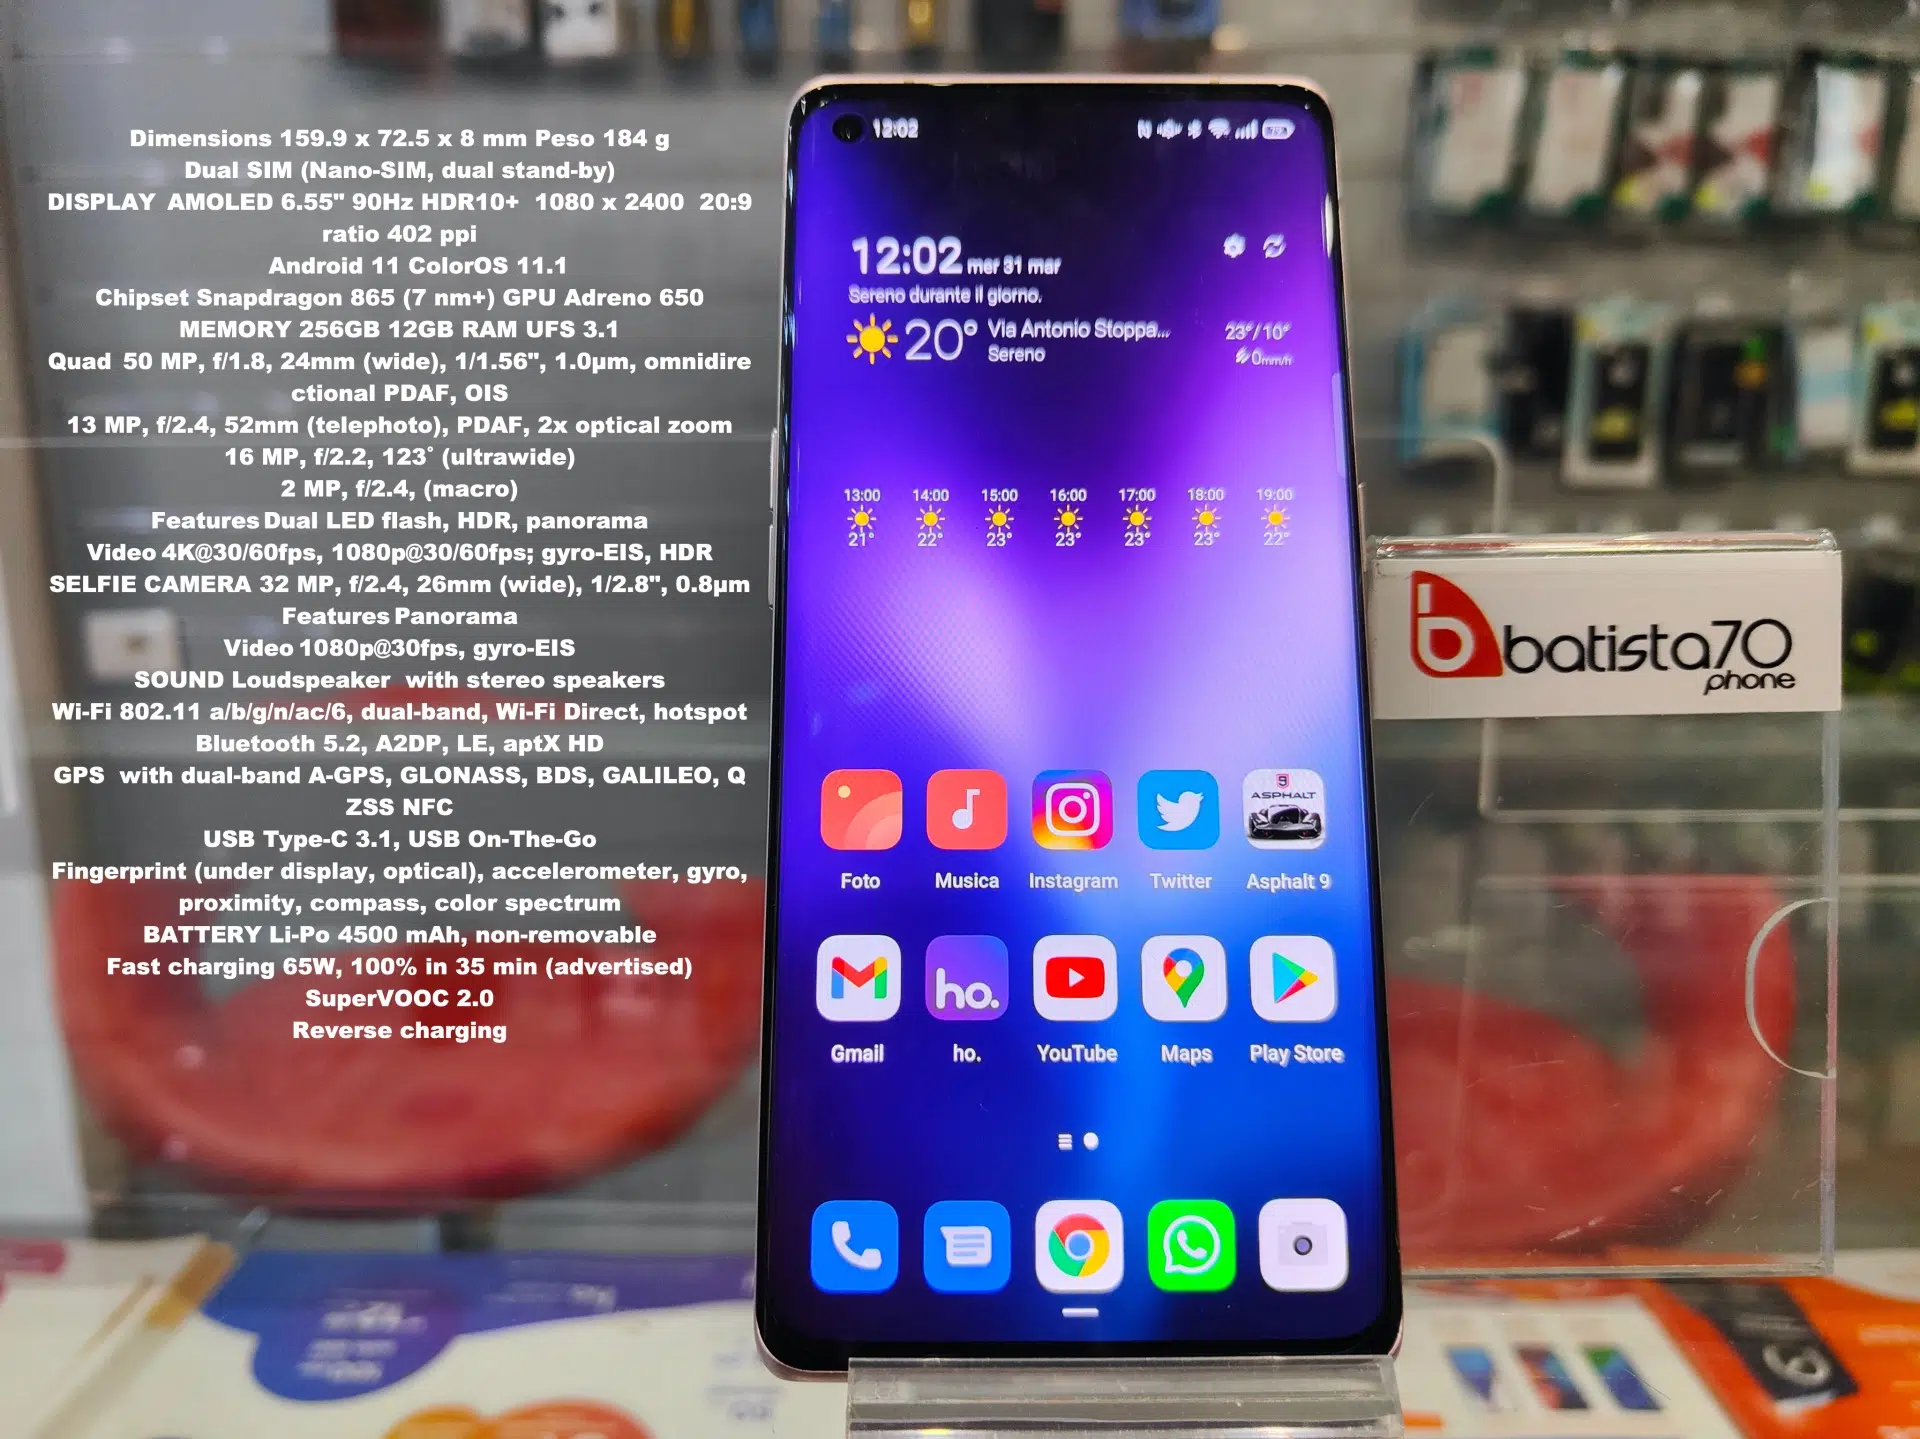 Dimensions 159.9 x 72.5 x 8 mm Peso 184 g
Dual SIM (Nano-SIM, dual stand-by)
DISPLAY AMOLED 6.55" 90Hz HDR10+ 1080 x 2400 20:9
ratio 402 ppi
Android 11 ColorOS 11.1
Chipset Snapdragon 865 (7 nm+) GPU Adreno 650
MEMORY 256GB 12GB RAM UFS 3.1
Quad 50 MP, f/1.8, 24mm (wide), 1/1.56", 1.0µm, omnidire
ctional PDAF, OIS
13 MP, f/2.4, 52mm (telephoto), PDAF, 2x optical zoom
16 MP, f/2.2, 123˚ (ultrawide)
2 MP, f/2.4, (macro)
Features Dual LED flash, HDR, panorama
Video 4K@30/60fps, 1080p@30/60fps; gyro-EIS, HDR
SELFIE CAMERA 32 MP, f/2.4, 26mm (wide), 1/2.8", 0.8µm
Features Panorama
Video 1080p@30fps, gyro-EIS
SOUND Loudspeaker with stereo speakers
Wi-Fi 802.11 a/b/g/n/ac/6, dual-band, Wi-Fi Direct, hotspot
Bluetooth 5.2, A2DP, LE, aptX HD
GPS with dual-band A-GPS, GLONASS, BDS, GALILEO, Q
ZSS NFC
USB Type-C 3.1, USB On-The-Go
Fingerprint (under display, optical), accelerometer, gyro,
proximity, compass, color spectrum
BATTERY Li-Po 4500 mAh, non-removable
Fast charging 65W, 100% in 35 min (advertised)
SuperVOOC 2.0
Reverse charging
12:02
12:02 mer 31 mar
Sereno durante il giorno.
20° Via Antonio Stoppa... 23°/10°
Sereno 0mm/h
13:00 14:00 15:00 16:00 17:00 18:00 19:00
21° 22° 23° 23° 23° 23° 22°
9
ASPHALT
Foto Musica Instagram Twitter Asphalt 9
ho.
Gmail ho. YouTube Maps Play Store
b batista70
phone